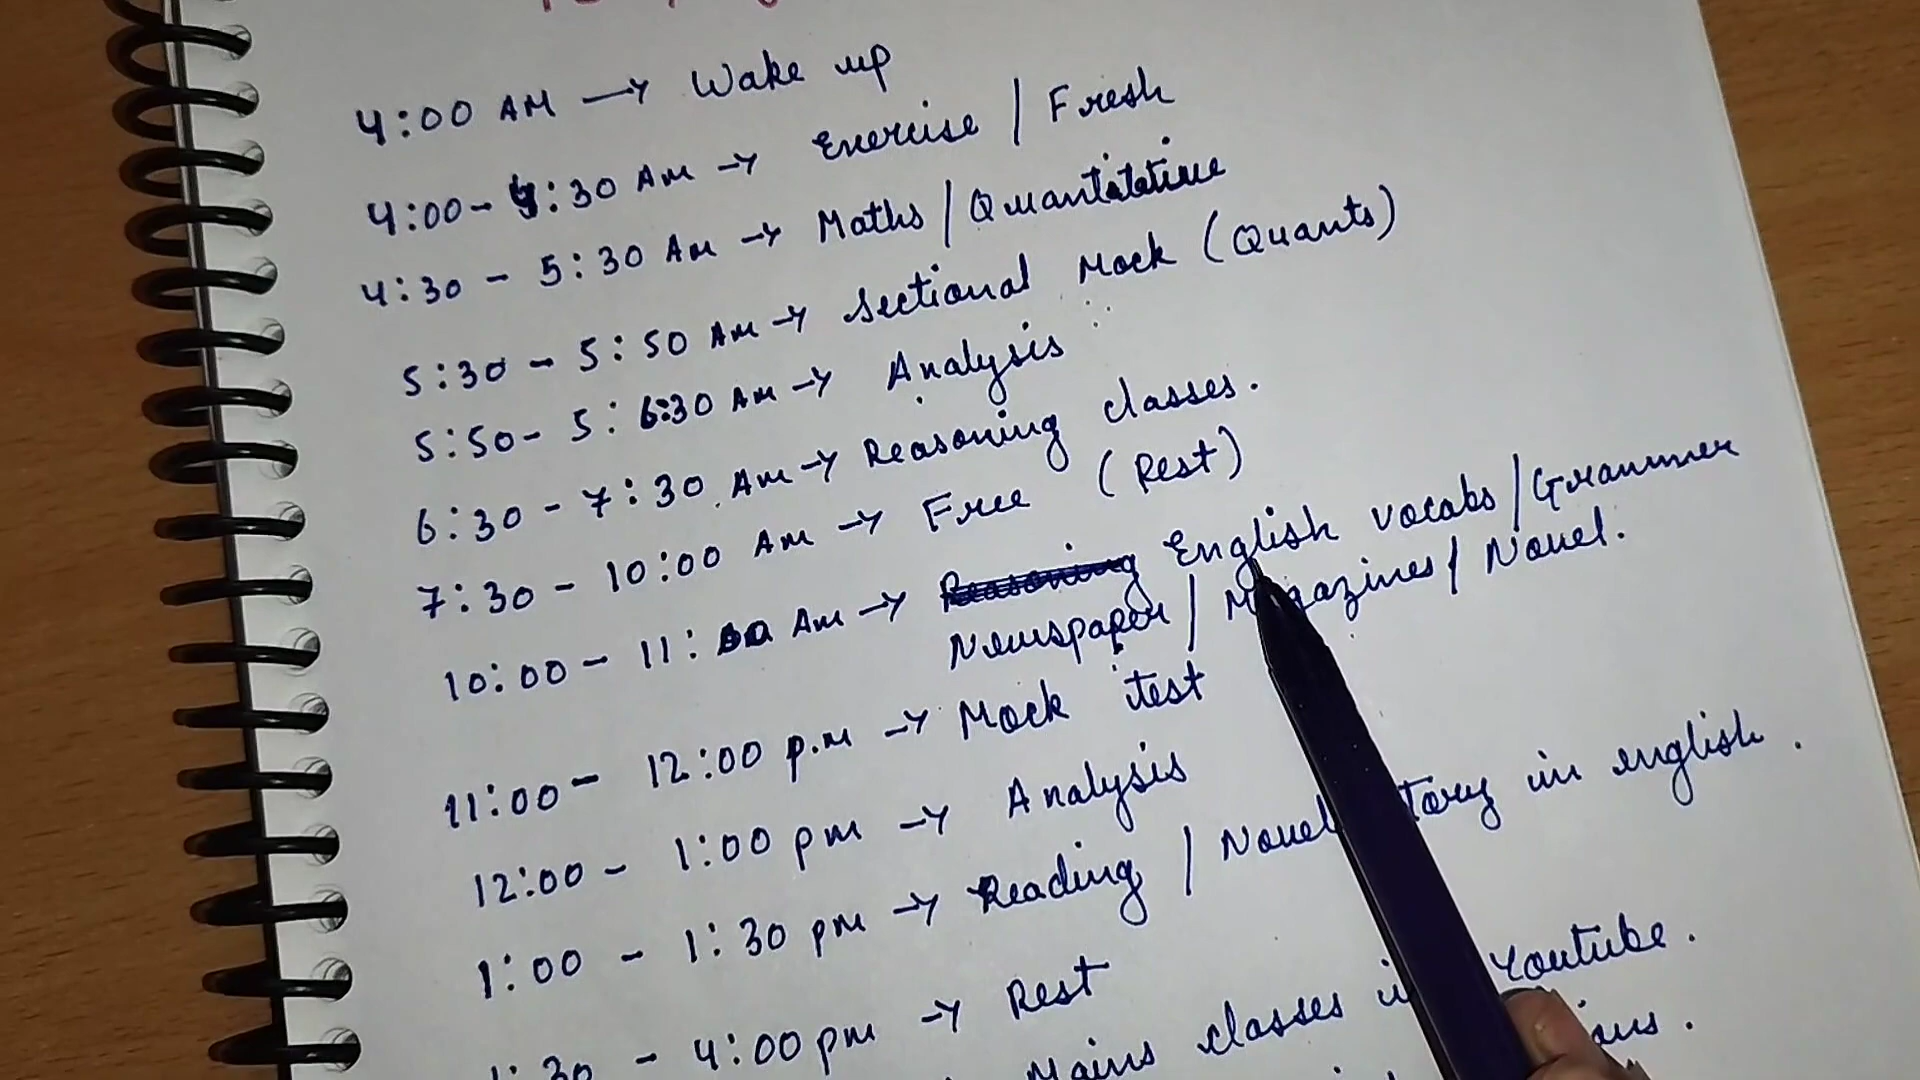 4:00 AM → Wake up
4:00 - 4:30 AM → Exercise / Fresh
4:30 - 5:30 AM → Maths / Quantitative
5:30 - 5:50 AM → Sectional Mock (Quants)
5:50 - 5: 6:30 AM → Analysis
6:30 - 7:30 AM → Reasoning classes.
7:30 - 10:00 AM → Free (Rest)
10:00 - 11:00 AM → Reasoning English vocabs / Grammer
Newspaper / Magazines / Novel.
11:00 - 12:00 p.m → Mock test
12:00 - 1:00 pm → Analysis
1:00 - 1:30 pm → Reading / Novel in english.
1:30 - 4:00 pm → Rest
Mains classes Youtube.